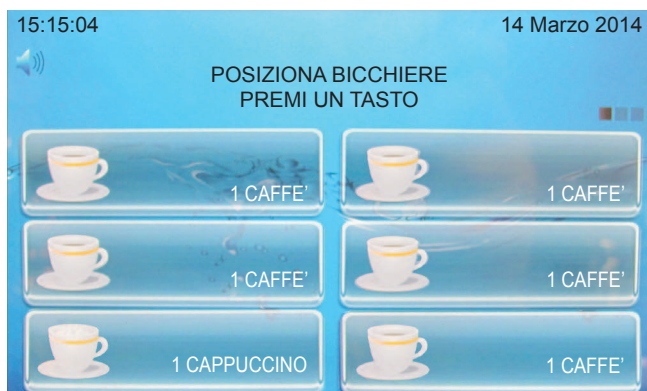 15:15:04
14 Marzo 2014
POSIZIONA BICCHIERE
PREMI UN TASTO
1 CAFFE'
1 CAFFE'
1 CAFFE'
1 CAFFE'
1 CAPPUCCINO
1 CAFFE'